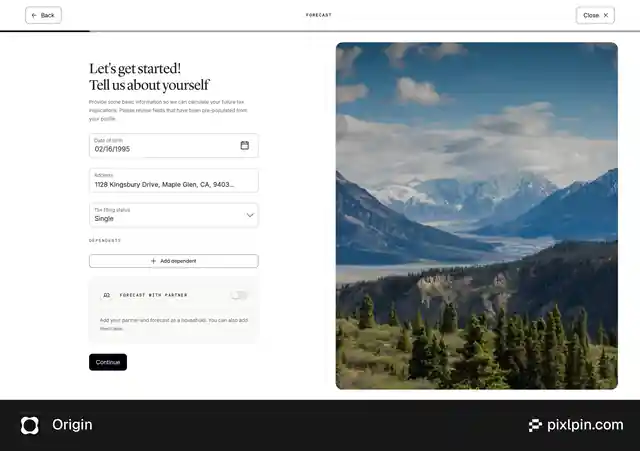 Back
FORECAST
Close
Let's get started!
Tell us about yourself
Provide some basic information so we can calculate your future tax
implications. Please review fields that have been pre-populated from
your profile.
Date of birth
02/16/1995
Address
1128 Kingsbury Drive, Maple Glen, CA, 9403...
Tax filing status
Single
DEPENDENTS
Add dependent
FORECAST WITH PARTNER
Add your partner and forecast as a household. You can also add
them later.
Continue
Origin
pixlpin.com